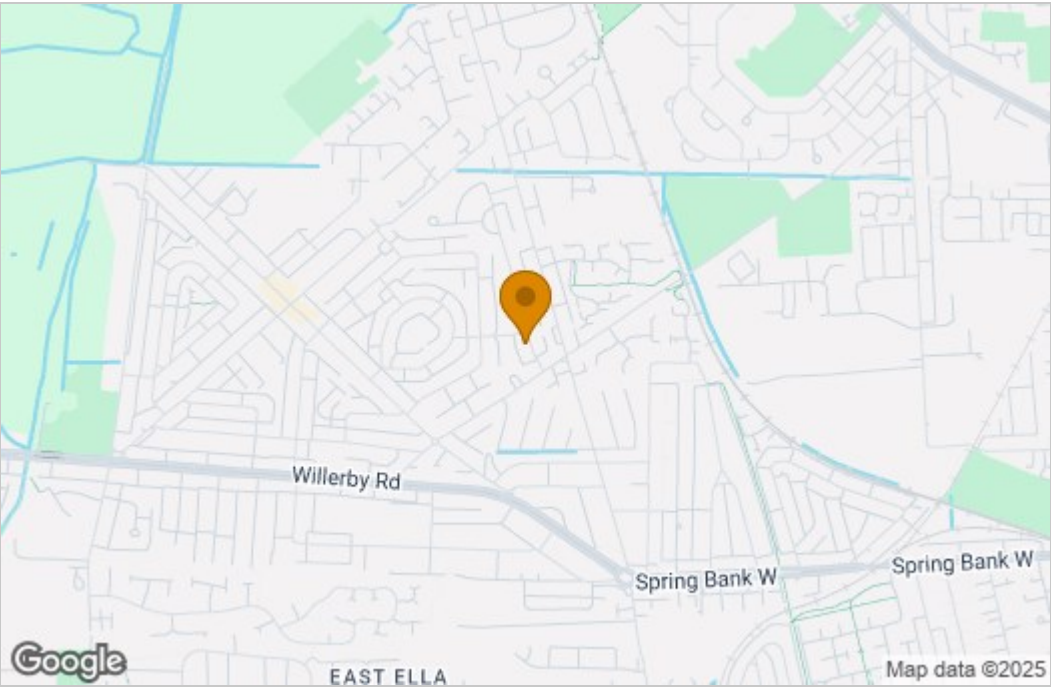 Willerby Rd
Spring Bank W
Spring Bank W
EAST ELLA
Google
Map data ©2025